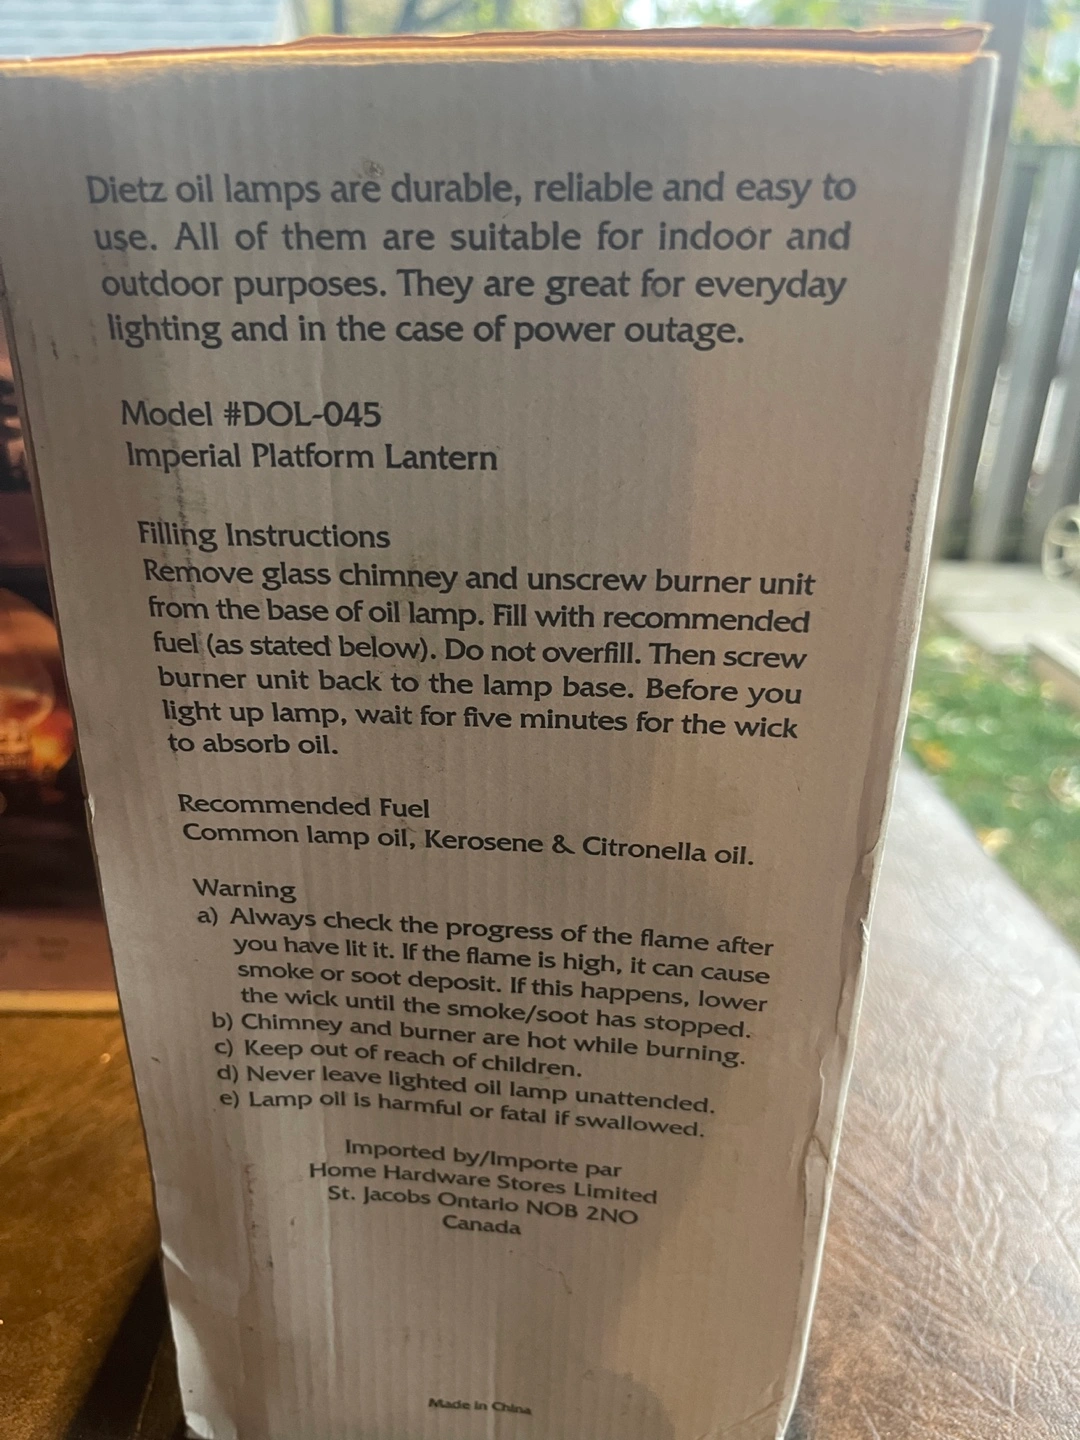 Dietz oil lamps are durable, reliable and easy to
use. All of them are suitable for indoor and
outdoor purposes. They are great for everyday
lighting and in the case of power outage.
Model #DOL-045
Imperial Platform Lantern
Filling Instructions
Remove glass chimney and unscrew burner unit
from the base of oil lamp. Fill with recommended
fuel (as stated below). Do not overfill. Then screw
burner unit back to the lamp base. Before you
light up lamp, wait for five minutes for the wick
to absorb oil.
Recommended Fuel
Common lamp oil, Kerosene & Citronella oil.
Warning
a) Always check the progress of the flame after
you have lit it. If the flame is high, it can cause
smoke or soot deposit. If this happens, lower
the wick until the smoke/soot has stopped.
b) Chimney and burner are hot while burning.
c) Keep out of reach of children.
d) Never leave lighted oil lamp unattended.
e) Lamp oil is harmful or fatal if swallowed.
Imported by/Importe par
Home Hardware Stores Limited
St. Jacobs Ontario NOB 2NO
Canada
Made in China